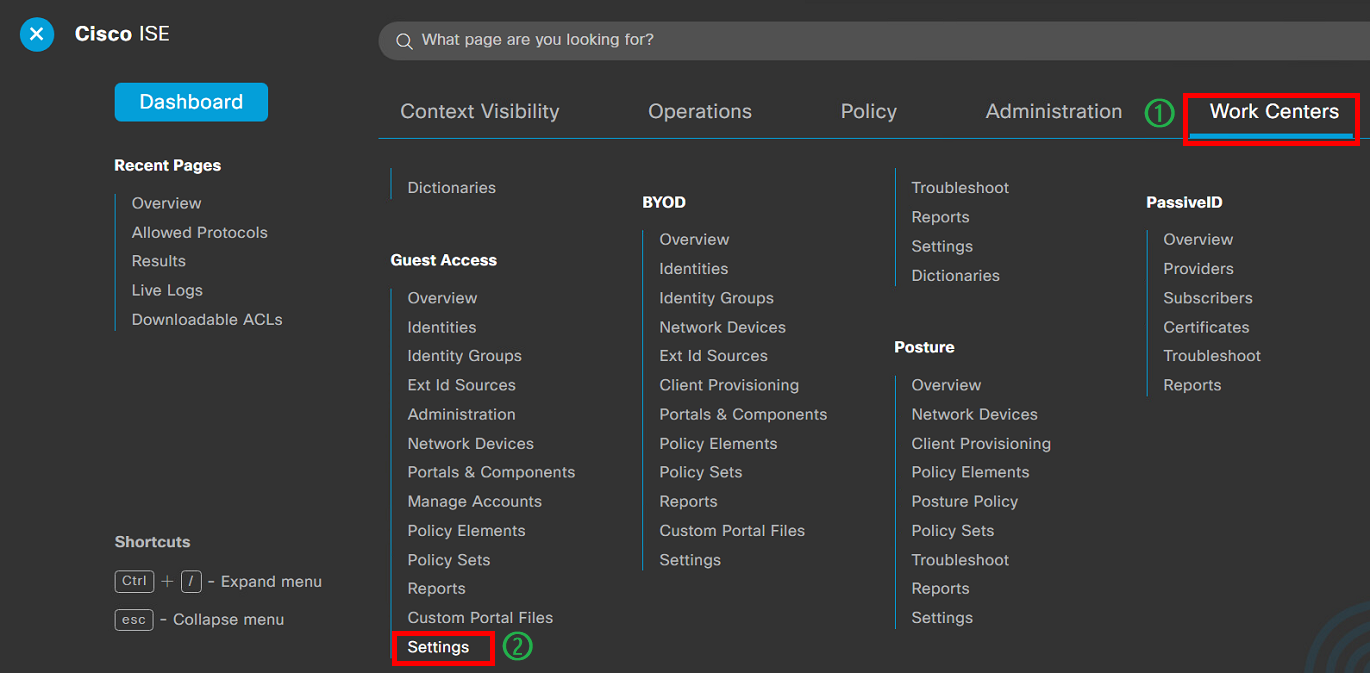 Cisco ISE
What page are you looking for?
Dashboard
Context Visibility
Operations
Policy
Administration
①
Work Centers
Recent Pages
Overview
Allowed Protocols
Results
Live Logs
Downloadable ACLs
Shortcuts
Ctrl + / - Expand menu
esc - Collapse menu
Dictionaries
Guest Access
Overview
Identities
Identity Groups
Ext Id Sources
Administration
Network Devices
Portals & Components
Manage Accounts
Policy Elements
Policy Sets
Reports
Custom Portal Files
Settings ②
BYOD
Overview
Identities
Identity Groups
Network Devices
Ext Id Sources
Client Provisioning
Portals & Components
Policy Elements
Policy Sets
Reports
Custom Portal Files
Settings
Troubleshoot
Reports
Settings
Dictionaries
Posture
Overview
Network Devices
Client Provisioning
Policy Elements
Posture Policy
Policy Sets
Troubleshoot
Reports
Settings
PassiveID
Overview
Providers
Subscribers
Certificates
Troubleshoot
Reports